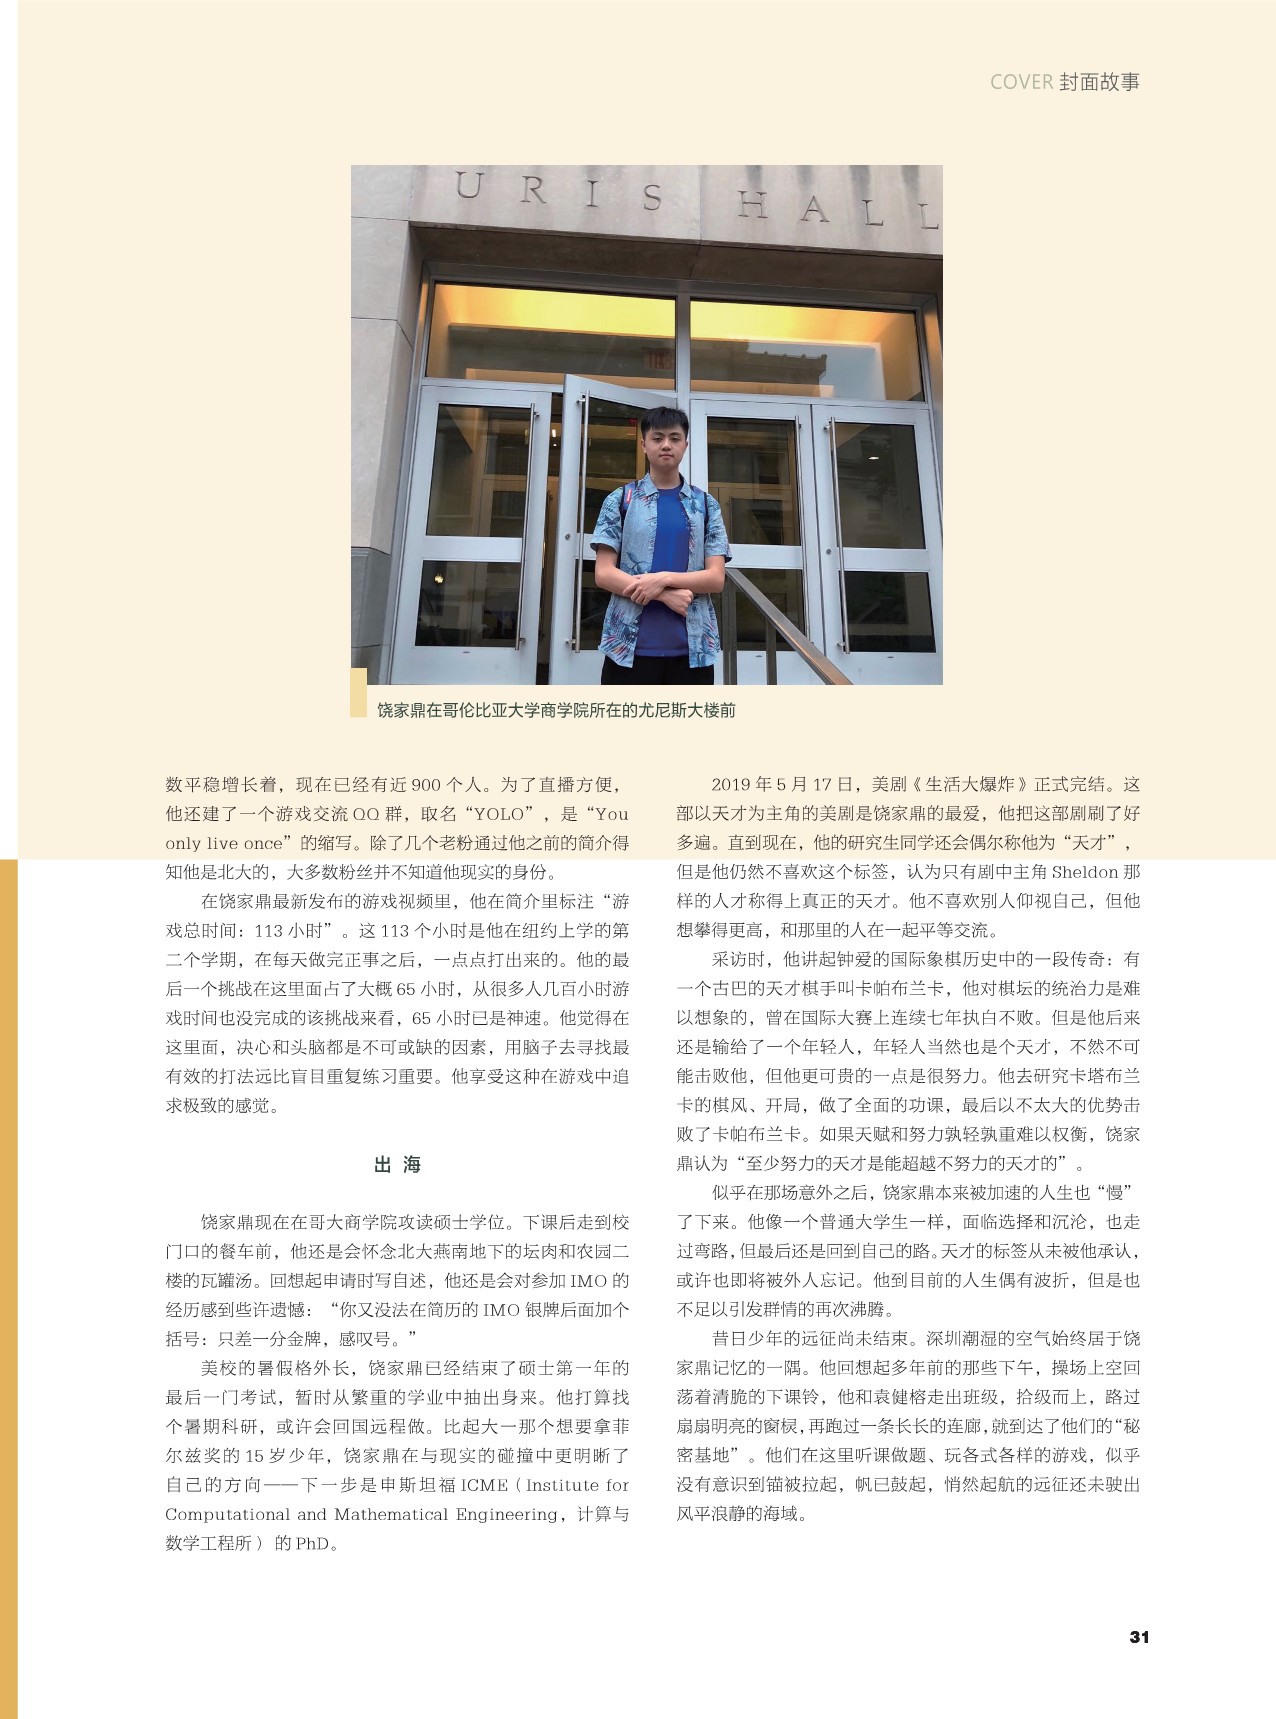 COVER 封面故事
URIS HALL
饶家鼎在哥伦比亚大学商学院所在的尤尼斯大楼前
数平稳增长着，现在已经有近 900 个人。为了直播方便，
他还建了一个游戏交流 QQ 群，取名“YOLO”，是“You
only live once”的缩写。除了几个老粉通过他之前的简介得
知他是北大的，大多数粉丝并不知道他现实的身份。
在饶家鼎最新发布的游戏视频里，他在简介里标注“游
戏总时间：113 小时”。这 113 个小时是他在纽约上学的第
二个学期，在每天做完正事之后，一点点打出来的。他的最
后一个挑战在这里面占了大概 65 小时，从很多人几百小时游
戏时间也没完成的该挑战来看，65 小时已是神速。他觉得在
这里面，决心和头脑都是不可或缺的因素，用脑子去寻找最
有效的打法远比盲目重复练习重要。他享受这种在游戏中追
求极致的感觉。
出 海
饶家鼎现在在哥大商学院攻读硕士学位。下课后走到校
门口的餐车前，他还是会怀念北大燕南地下的坛肉和农园二
楼的瓦罐汤。回想起申请时写自述，他还是会对参加 IMO 的
经历感到些许遗憾：“你又没法在简历的 IMO 银牌后面加个
括号：只差一分金牌，感叹号。”
美校的暑假格外长，饶家鼎已经结束了硕士第一年的
最后一门考试，暂时从繁重的学业中抽出身来。他打算找
个暑期科研，或许会回国远程做。比起大一那个想要拿菲
尔兹奖的 15 岁少年，饶家鼎在与现实的碰撞中更明晰了
自己的方向——下一步是申斯坦福 ICME（Institute for
Computational and Mathematical Engineering，计算与
数学工程所）的 PhD。
2019 年 5 月 17 日，美剧《生活大爆炸》正式完结。这
部以天才为主角的美剧是饶家鼎的最爱，他把这部剧刷了好
多遍。直到现在，他的研究生同学还会偶尔称他为“天才”，
但是他仍然不喜欢这个标签，认为只有剧中主角 Sheldon 那
样的人才称得上真正的天才。他不喜欢别人仰视自己，但他
想攀得更高，和那里的人在一起平等交流。
采访时，他讲起钟爱的国际象棋历史中的一段传奇：有
一个古巴的天才棋手叫卡帕布兰卡，他对棋坛的统治力是难
以想象的，曾在国际大赛上连续七年执白不败。但是他后来
还是输给了一个年轻人，年轻人当然也是个天才，不然不可
能击败他，但他更可贵的一点是很努力。他去研究卡塔布兰
卡的棋风、开局，做了全面的功课，最后以不太大的优势击
败了卡帕布兰卡。如果天赋和努力孰轻孰重难以权衡，饶家
鼎认为“至少努力的天才是能超越不努力的天才的”。
似乎在那场意外之后，饶家鼎本来被加速的人生也“慢”
了下来。他像一个普通大学生一样，面临选择和沉沦，也走
过弯路，但最后还是回到自己的路。天才的标签从未被他承认，
或许也即将被外人忘记。他到目前的人生偶有波折，但是也
不足以引发群情的再次沸腾。
昔日少年的远征尚未结束。深圳潮湿的空气始终居于饶
家鼎记忆的一隅。他回想起多年前的那些下午，操场上空回
荡着清脆的下课铃，他和袁健榕走出班级，拾级而上，路过
扇扇明亮的窗棂，再跑过一条长长的连廊，就到达了他们的“秘
密基地”。他们在这里听课做题、玩各式各样的游戏，似乎
没有意识到锚被拉起，帆已鼓起，悄然起航的远征还未驶出
风平浪静的海域。
31